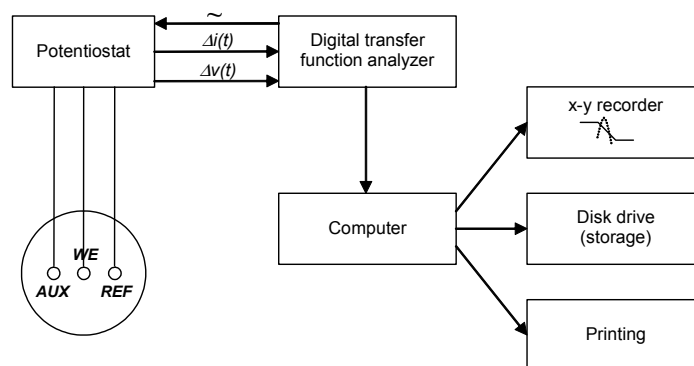 ~
Potentiostat
Δi(t)
Δv(t)
Digital transfer
function analyzer
x-y recorder
Computer
Disk drive
(storage)
WE
AUX
REF
Printing